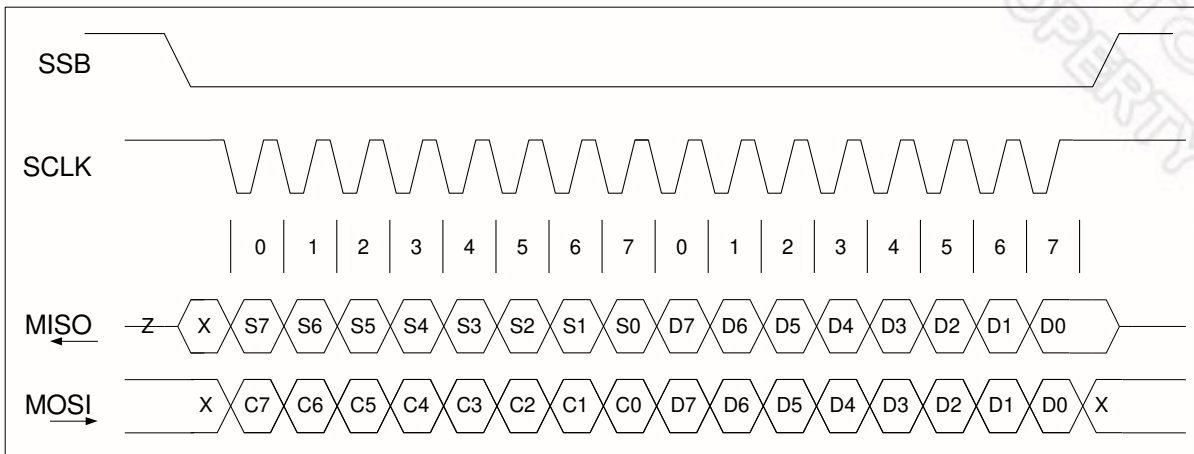 SSB
SCLK
0 1 2 3 4 5 6 7 0 1 2 3 4 5 6 7
MISO Z X S7 S6 S5 S4 S3 S2 S1 S0 D7 D6 D5 D4 D3 D2 D1 D0
MOSI X C7 C6 C5 C4 C3 C2 C1 C0 D7 D6 D5 D4 D3 D2 D1 D0 X